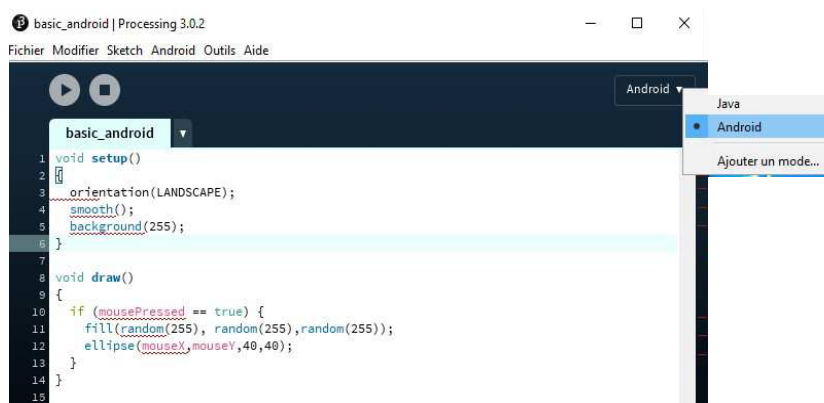 basic_android | Processing 3.0.2
Fichier Modifier Sketch Android Outils Aide
Android ▼
Java
Android
Ajouter un mode...
basic_android ▼
1 void setup()
2 {
3   orientation(LANDSCAPE);
4   smooth();
5   background(255);
6 }
7
8 void draw()
9 {
10   if (mousePressed == true) {
11     fill(random(255), random(255),random(255));
12     ellipse(mouseX,mouseY,40,40);
13   }
14 }
15